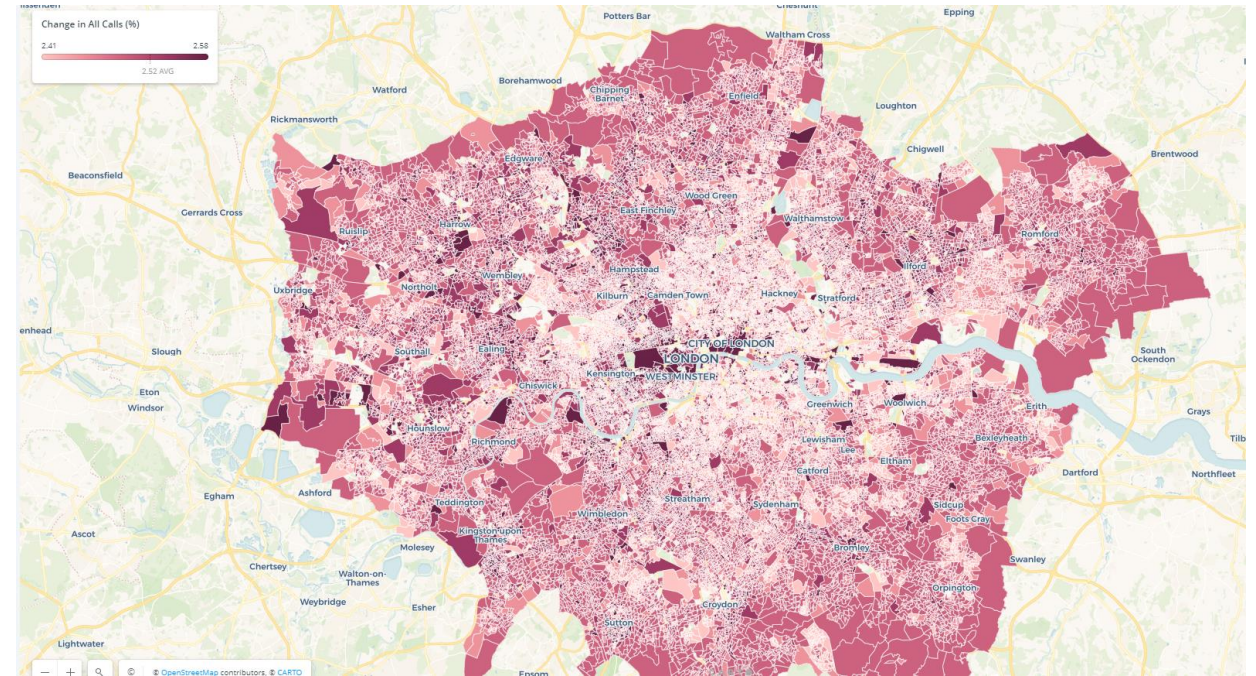 Potters Bar
Epping
Waltham Cross
Change in All Calls (%)
2.41 2.58
2.52 AVG
Borehamwood
Watford
Chipping
Barnet
Enfield
Loughton
Rickmansworth
Chigwell
Edgware
Brentwood
Beaconsfield
Wood Green
Gerrards Cross
East Finchley
Walthamstow
Harrow
Ruislip
Romford
Hampstead
Ilford
Wembley
Uxbridge
Northolt
Kilburn
Camden Town
Hackney
Stratford
enhead
Slough
Southall
Ealing
CITY OF LONDON
LONDON
South
Ockendon
Kensington
WESTMINSTER
Chiswick
Eton
Windsor
Greenwich
Woolwich
Erith
Grays
Hounslow
Richmond
Lewisham
Lee
Bexleyheath
Tilb
Catford
Eltham
Dartford
Northfleet
Egham
Ashford
Teddington
Streatham
Sydenham
Sidcup
Wimbledon
Foots Cray
Ascot
Kingston upon
Thames
Molesey
Bromley
Swanley
Chertsey
Walton-on-
Thames
Orpington
Weybridge
Esher
Croydon
Sutton
Lightwater
Epsom
− + © © OpenStreetMap contributors, © CARTO